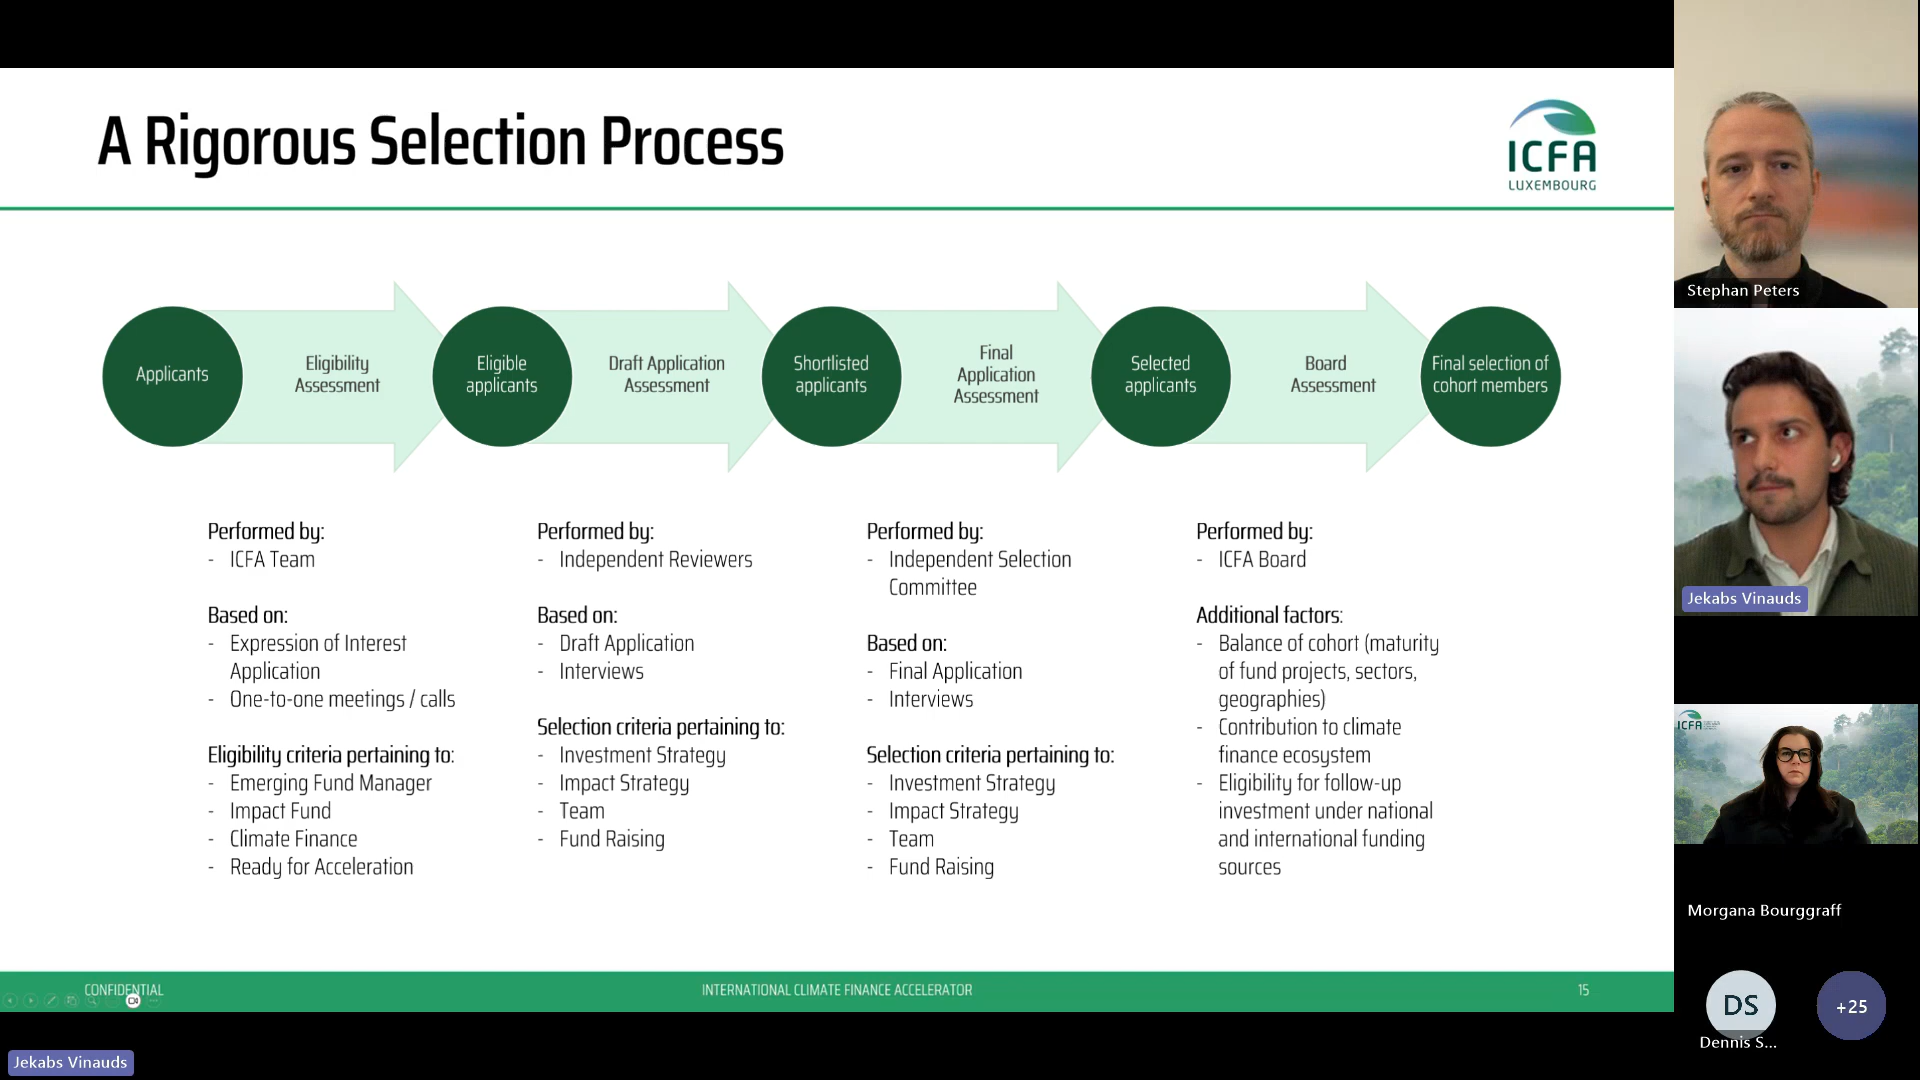 A Rigorous Selection Process
ICFA
LUXEMBOURG
Applicants
Eligibility
Assessment
Eligible
applicants
Draft Application
Assessment
Shortlisted
applicants
Final
Application
Assessment
Selected
applicants
Board
Assessment
Final selection of
cohort members
Performed by:
- ICFA Team
Based on:
- Expression of Interest
Application
- One-to-one meetings / calls
Eligibility criteria pertaining to:
- Emerging Fund Manager
- Impact Fund
- Climate Finance
- Ready for Acceleration
Performed by:
- Independent Reviewers
Based on:
- Draft Application
- Interviews
Selection criteria pertaining to:
- Investment Strategy
- Impact Strategy
- Team
- Fund Raising
Performed by:
- Independent Selection
Committee
Based on:
- Final Application
- Interviews
Selection criteria pertaining to:
- Investment Strategy
- Impact Strategy
- Team
- Fund Raising
Performed by:
- ICFA Board
Additional factors:
- Balance of cohort (maturity
of fund projects, sectors,
geographies)
- Contribution to climate
finance ecosystem
- Eligibility for follow-up
investment under national
and international funding
sources
CONFIDENTIAL
INTERNATIONAL CLIMATE FINANCE ACCELERATOR
15
Jekabs Vinauds
Stephan Peters
Jekabs Vinauds
ICFA
Morgana Bourggraff
DS
Dennis S...
+25